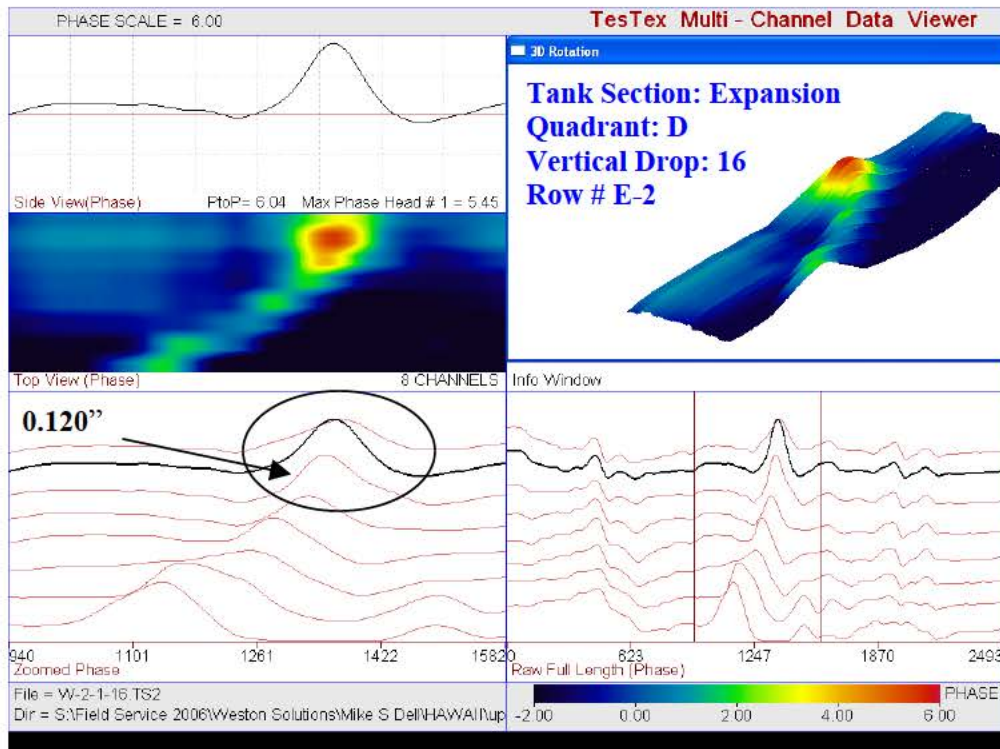 PHASE SCALE = 6.00
TesTex Multi - Channel Data Viewer
3D Rotation
Tank Section: Expansion
Quadrant: D
Vertical Drop: 16
Row # E-2
Side View(Phase) PtoP= 6.04 Max Phase Head # 1 = 5.45
Top View (Phase) 8 CHANNELS
Info Window
0.120”
940 1101 1261 1422 1582
Zoomed Phase
0 623 1247 1870 2493
Raw Full Length (Phase)
File = W-2-1-16.TS2
Dir = S:\Field Service 2006\Weston Solutions\Mike S Dell\HAWAII\up
PHASE
-2.00 0.00 2.00 4.00 6.00